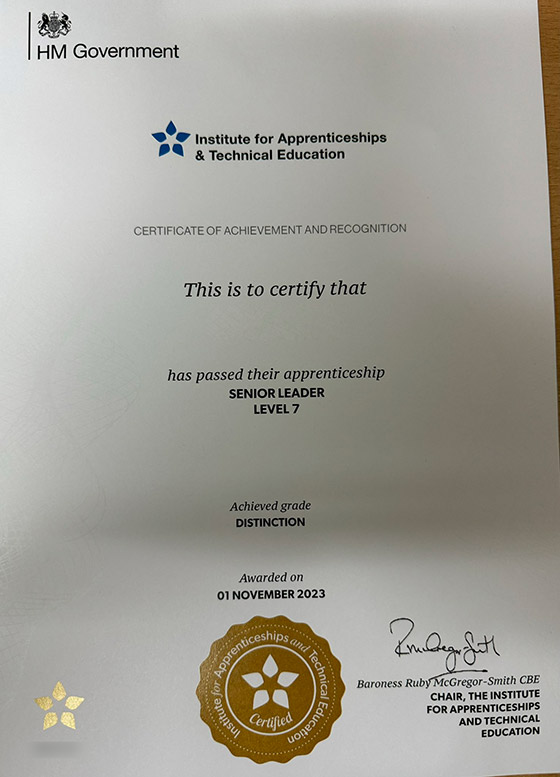 HM Government
Institute for Apprenticeships
& Technical Education
CERTIFICATE OF ACHIEVEMENT AND RECOGNITION
This is to certify that
has passed their apprenticeship
SENIOR LEADER
LEVEL 7
Achieved grade
DISTINCTION
Awarded on
01 NOVEMBER 2023
Institute for Apprenticeships and Technical Education
Certified
Baroness Ruby McGregor-Smith CBE
CHAIR, THE INSTITUTE
FOR APPRENTICESHIPS
AND TECHNICAL
EDUCATION